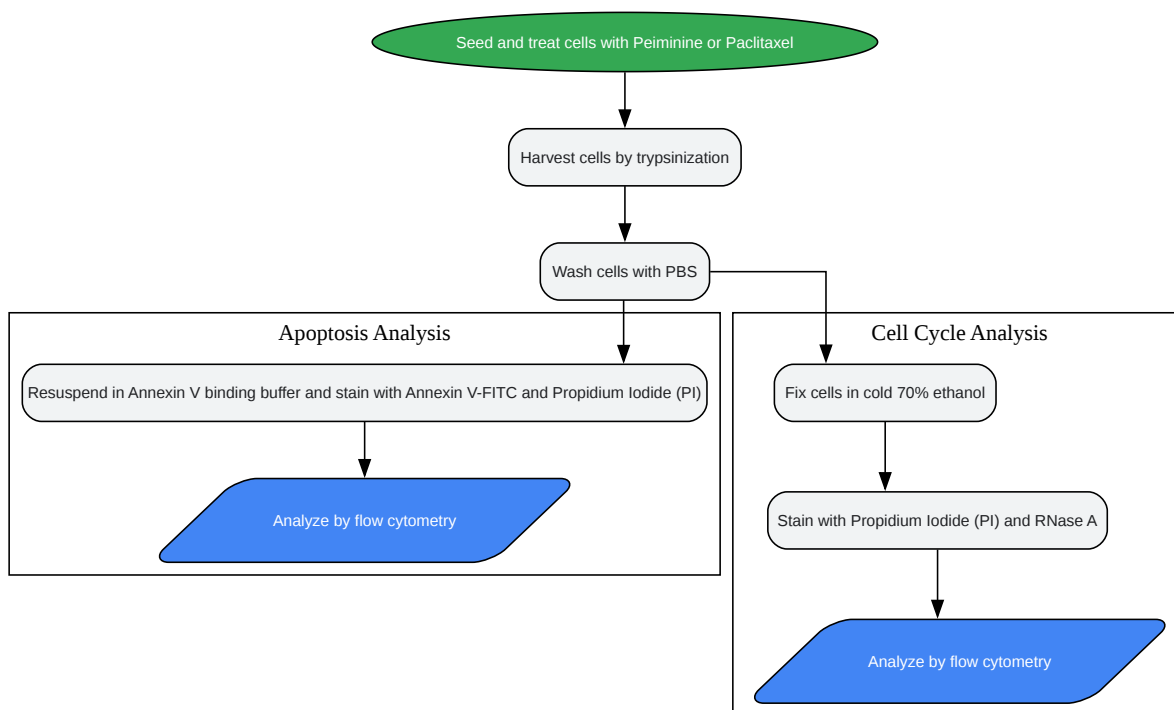 Seed and treat cells with Peiminine or Paclitaxel
Harvest cells by trypsinization
Wash cells with PBS
Apoptosis Analysis
Resuspend in Annexin V binding buffer and stain with Annexin V-FITC and Propidium Iodide (PI)
Analyze by flow cytometry
Cell Cycle Analysis
Fix cells in cold 70% ethanol
Stain with Propidium Iodide (PI) and RNase A
Analyze by flow cytometry